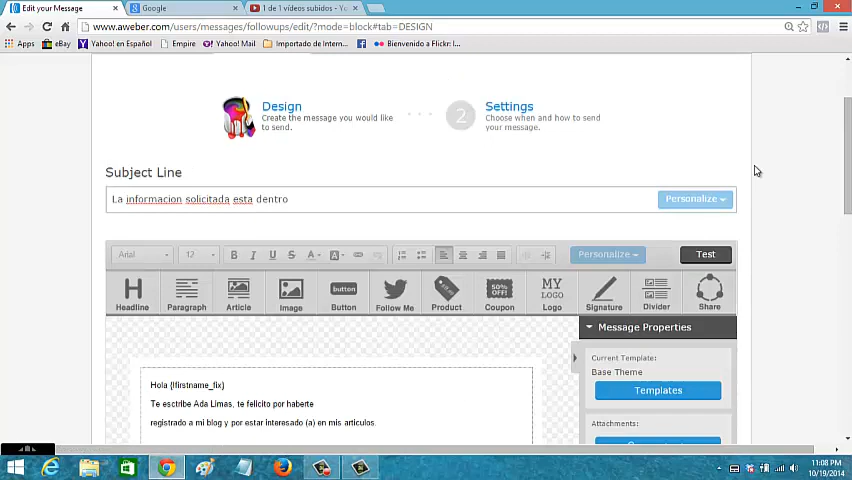 Edit your Message
Google
1 de 1 vídeos subidos - Yo
www.aweber.com/users/messages/followups/edit/?mode=block#tab=DESIGN
Apps
eBay
Yahoo! en Español
Empire
Yahoo! Mail
Importado de Intern...
Bienvenido a Flickr: l...
Design
Create the message you would like
to send.
2
Settings
Choose when and how to send
your message.
Subject Line
La informacion solicitada esta dentro
Personalize
Arial
12
B I U S A A
Personalize
Test
H
Headline
Paragraph
Article
Image
button
Button
Follow Me
Product
50%
OFF!
Coupon
MY
LOGO
Logo
Signature
Divider
Share
Message Properties
Current Template:
Base Theme
Templates
Attachments:
Hola {!firstname_fix}
Te esctribe Ada Limas, te felicito por haberte
registrado a mi blog y por estar interesado (a) en mis articulos.
11:08 PM
10/19/2014